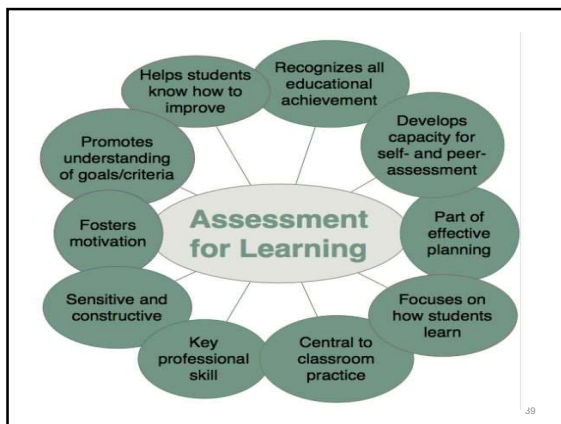 Recognizes all
educational
achievement
Develops
capacity for
self- and peer-
assessment
Part of
effective
planning
Focuses on
how students
learn
Central to
classroom
practice
Key
professional
skill
Sensitive and
constructive
Fosters
motivation
Promotes
understanding
of goals/criteria
Helps students
know how to
improve
Assessment
for Learning
39